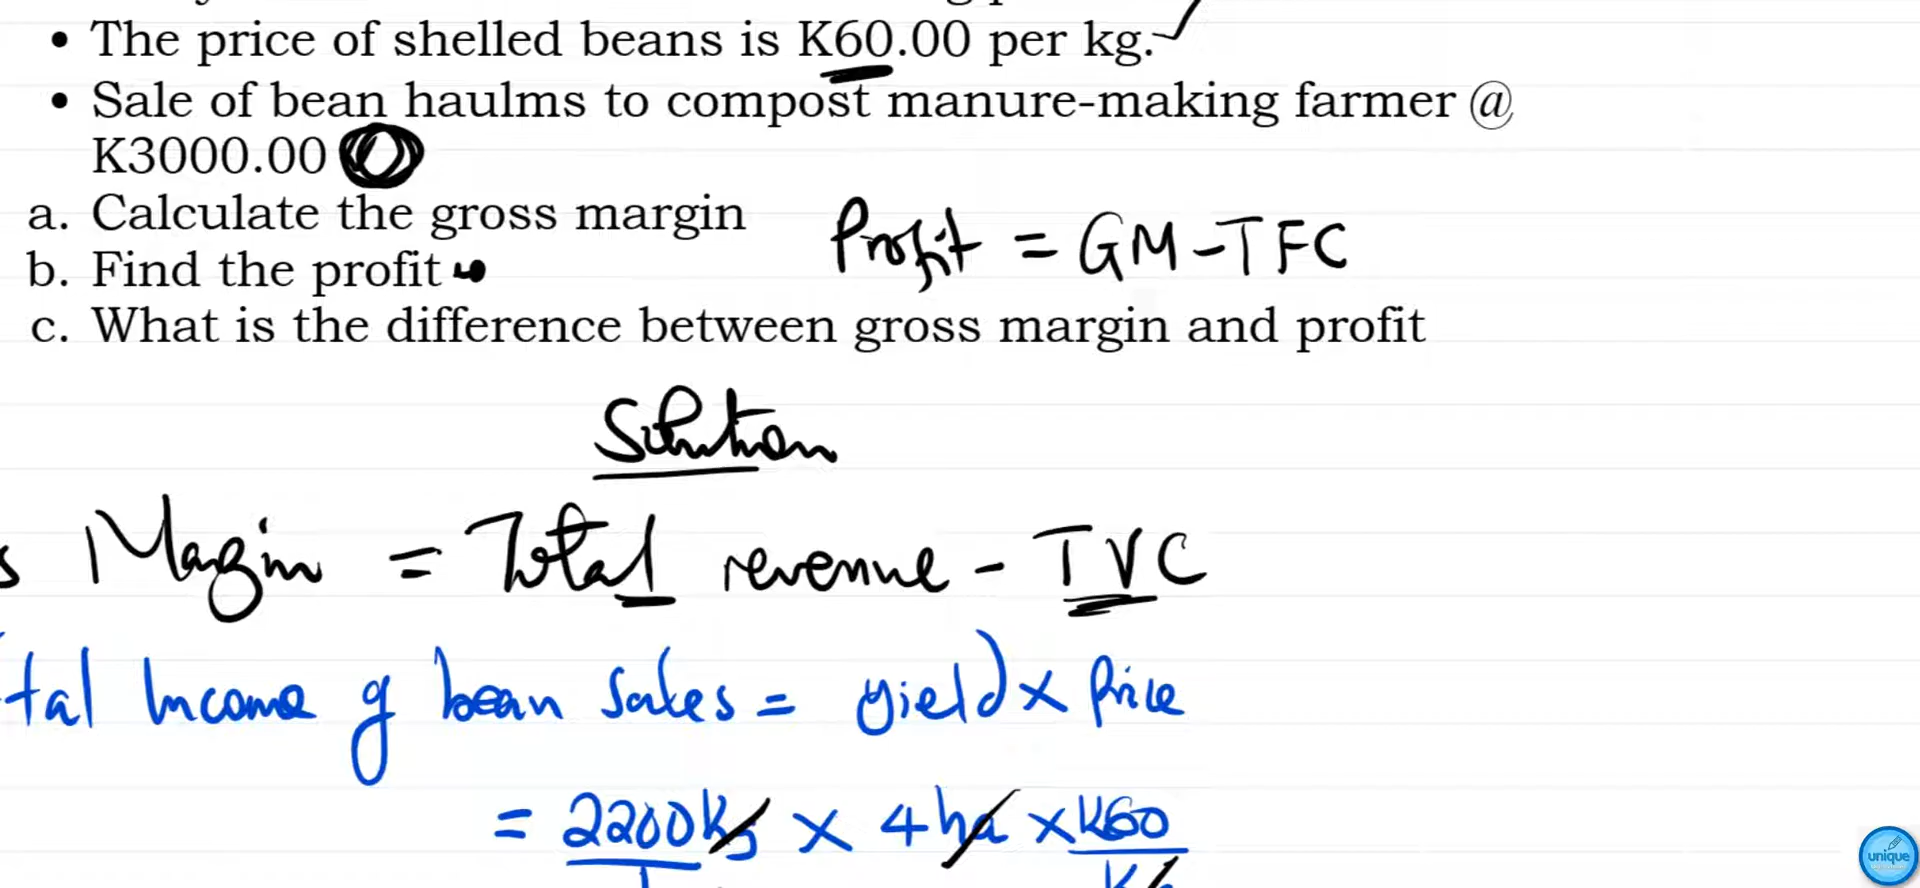 • The price of shelled beans is K60.00 per kg.
• Sale of bean haulms to compost manure-making farmer @
K3000.00
a. Calculate the gross margin
Profit = GM - TFC
b. Find the profit
c. What is the difference between gross margin and profit
Solution
s Margin = Total revenue - TVC
tal Income of bean Sales = yield x Price
= 2200kg x 4ha x K60
unique